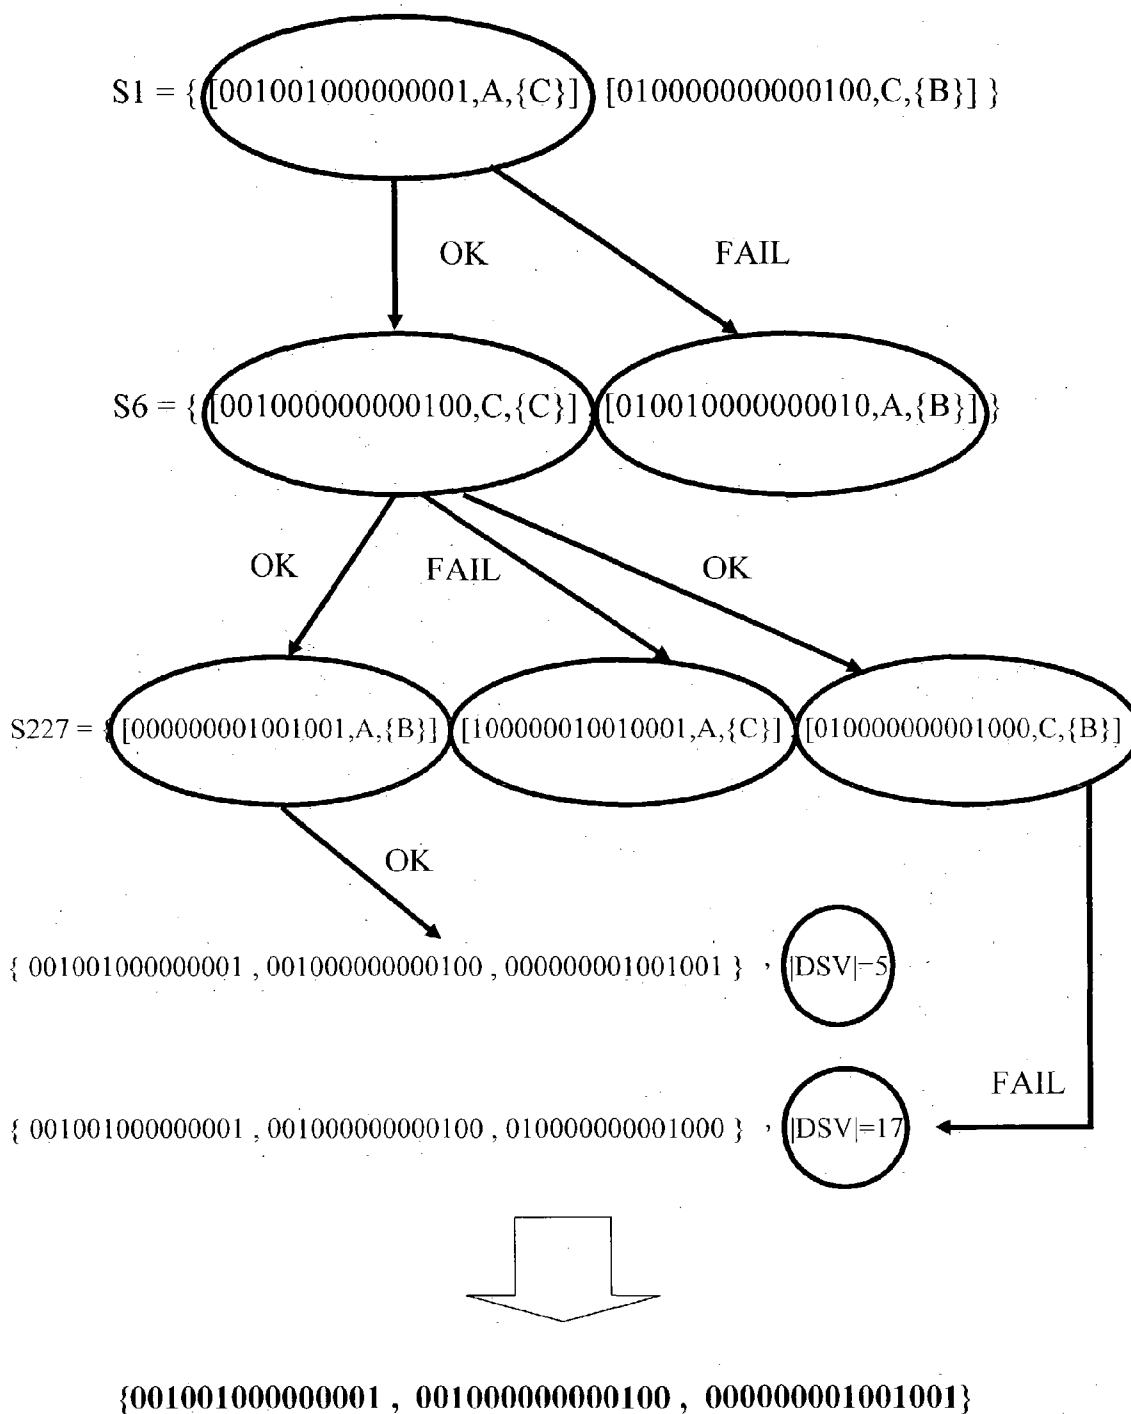 S1 = { [001001000000001,A,{C}] [010000000000100,C,{B}] }
OK
FAIL
S6 = { [001000000000100,C,{C}] [010010000000010,A,{B}] }
OK
FAIL
OK
S227 = { [000000001001001,A,{B}] [100000010010001,A,{C}] [010000000001000,C,{B}]
OK
{ 001001000000001 , 001000000000100 , 000000001001001 } , |DSV|=5
FAIL
{ 001001000000001 , 001000000000100 , 010000000001000 } , |DSV|=17
{001001000000001 , 001000000000100 , 000000001001001}